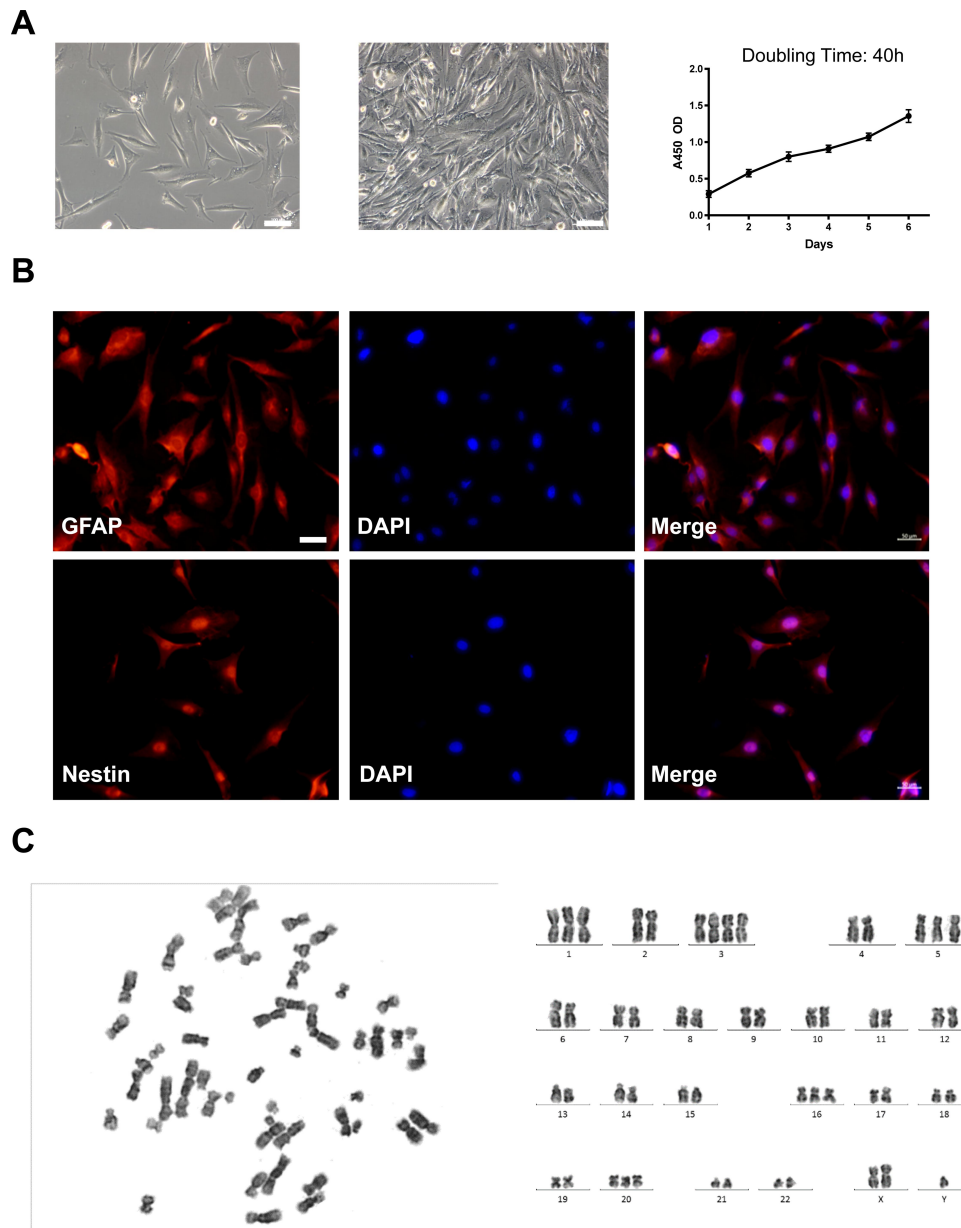 A
Doubling Time: 40h
2.0
1.5
1.0
0.5
0.0
A450 OD
1 2 3 4 5 6
Days
B
GFAP
DAPI
Merge
50 μm
Nestin
DAPI
Merge
C
1 2 3 4 5
6 7 8 9 10 11 12
13 14 15 16 17 18
19 20 21 22 X Y